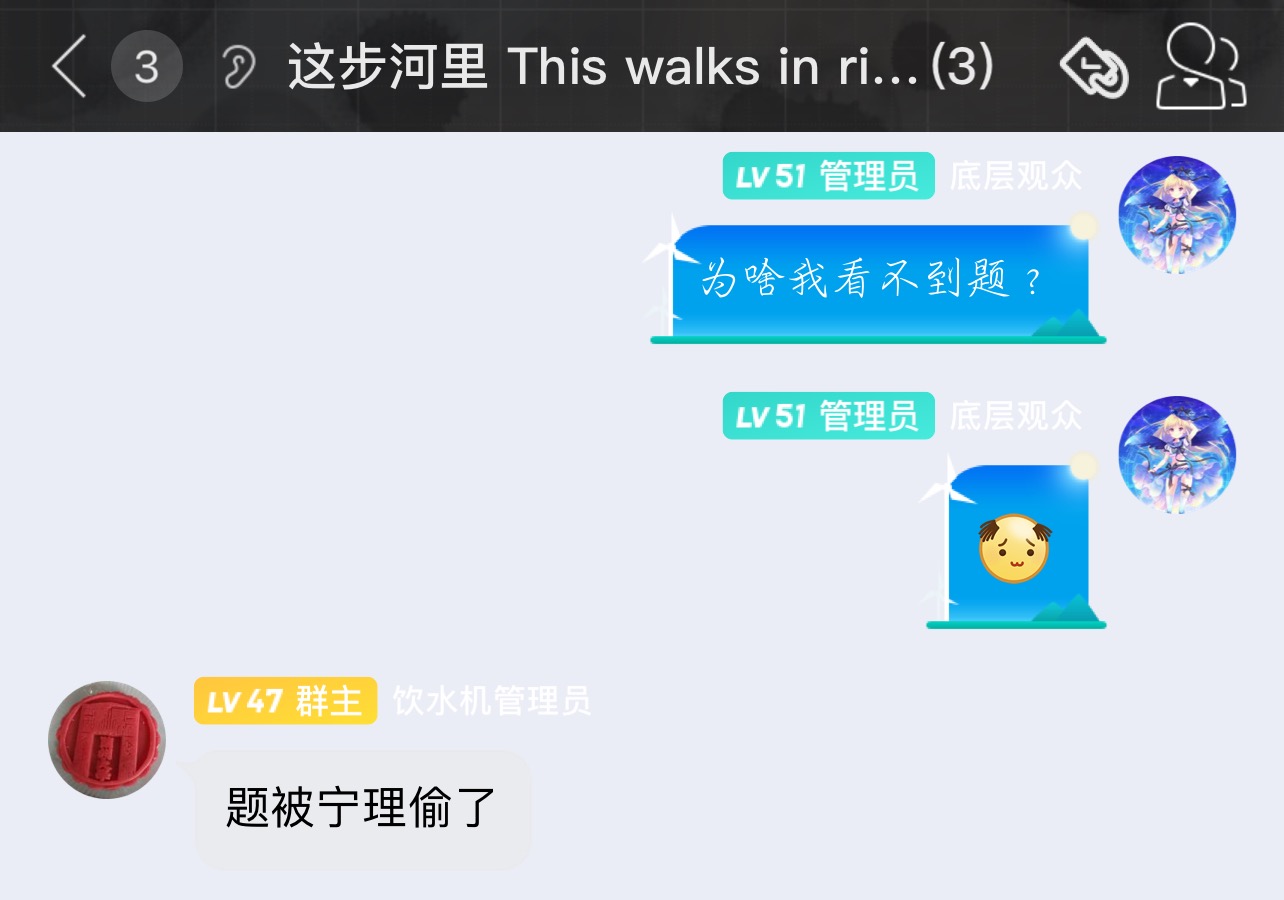 3 这步河里 This walks in ri...(3)
LV 51 管理员 底层观众
为啥我看不到题？
LV 51 管理员 底层观众
LV 47 群主 饮水机管理员
题被宁理偷了